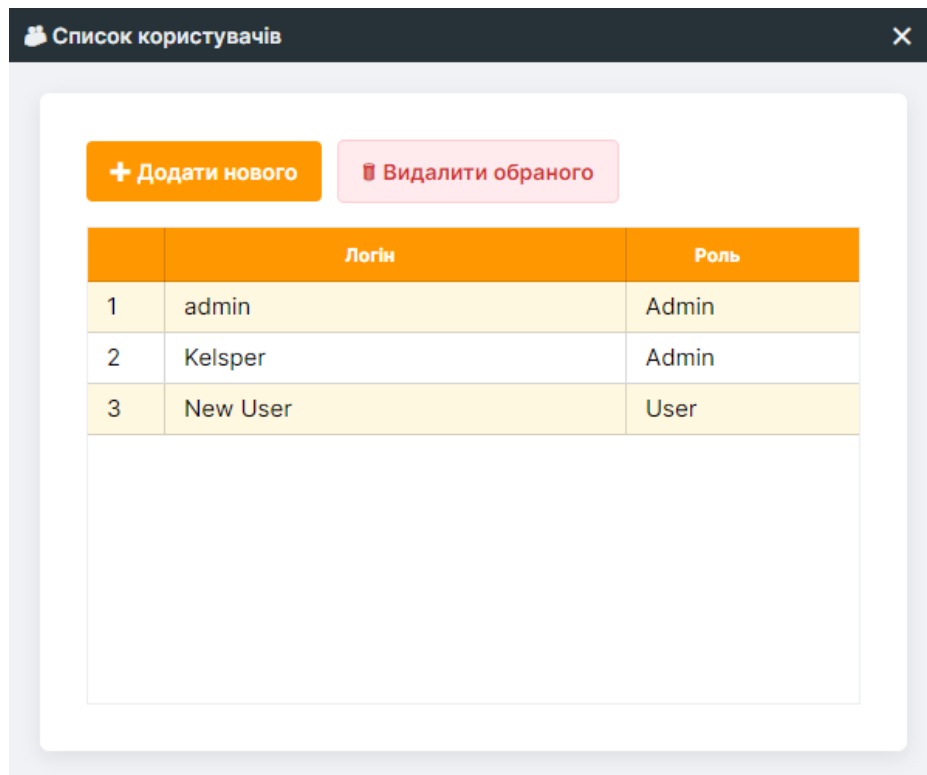 Список користувачів
Додати нового Видалити обраного
Логін Роль
1 admin Admin
2 Kelsper Admin
3 New User User